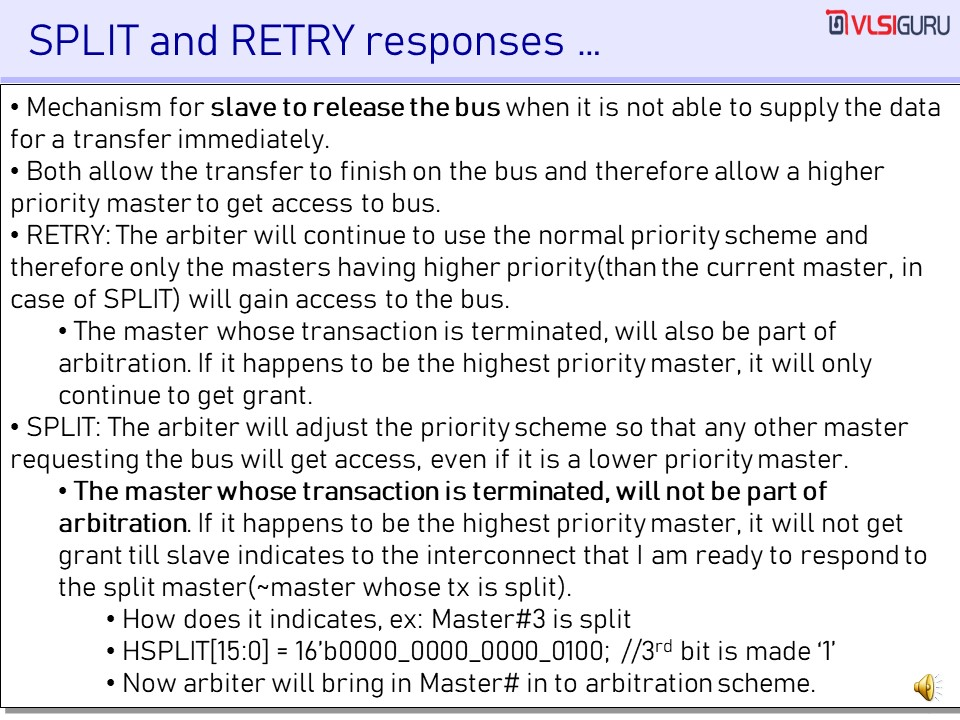 SPLIT and RETRY responses ...
VLSIGURU
• Mechanism for slave to release the bus when it is not able to supply the data
for a transfer immediately.
• Both allow the transfer to finish on the bus and therefore allow a higher
priority master to get access to bus.
• RETRY: The arbiter will continue to use the normal priority scheme and
therefore only the masters having higher priority(than the current master, in
case of SPLIT) will gain access to the bus.
• The master whose transaction is terminated, will also be part of
arbitration. If it happens to be the highest priority master, it will only
continue to get grant.
• SPLIT: The arbiter will adjust the priority scheme so that any other master
requesting the bus will get access, even if it is a lower priority master.
• The master whose transaction is terminated, will not be part of
arbitration. If it happens to be the highest priority master, it will not get
grant till slave indicates to the interconnect that I am ready to respond to
the split master(~master whose tx is split).
• How does it indicates, ex: Master#3 is split
• HSPLIT[15:0] = 16’b0000_0000_0000_0100; //3rd bit is made ‘1’
• Now arbiter will bring in Master# in to arbitration scheme.